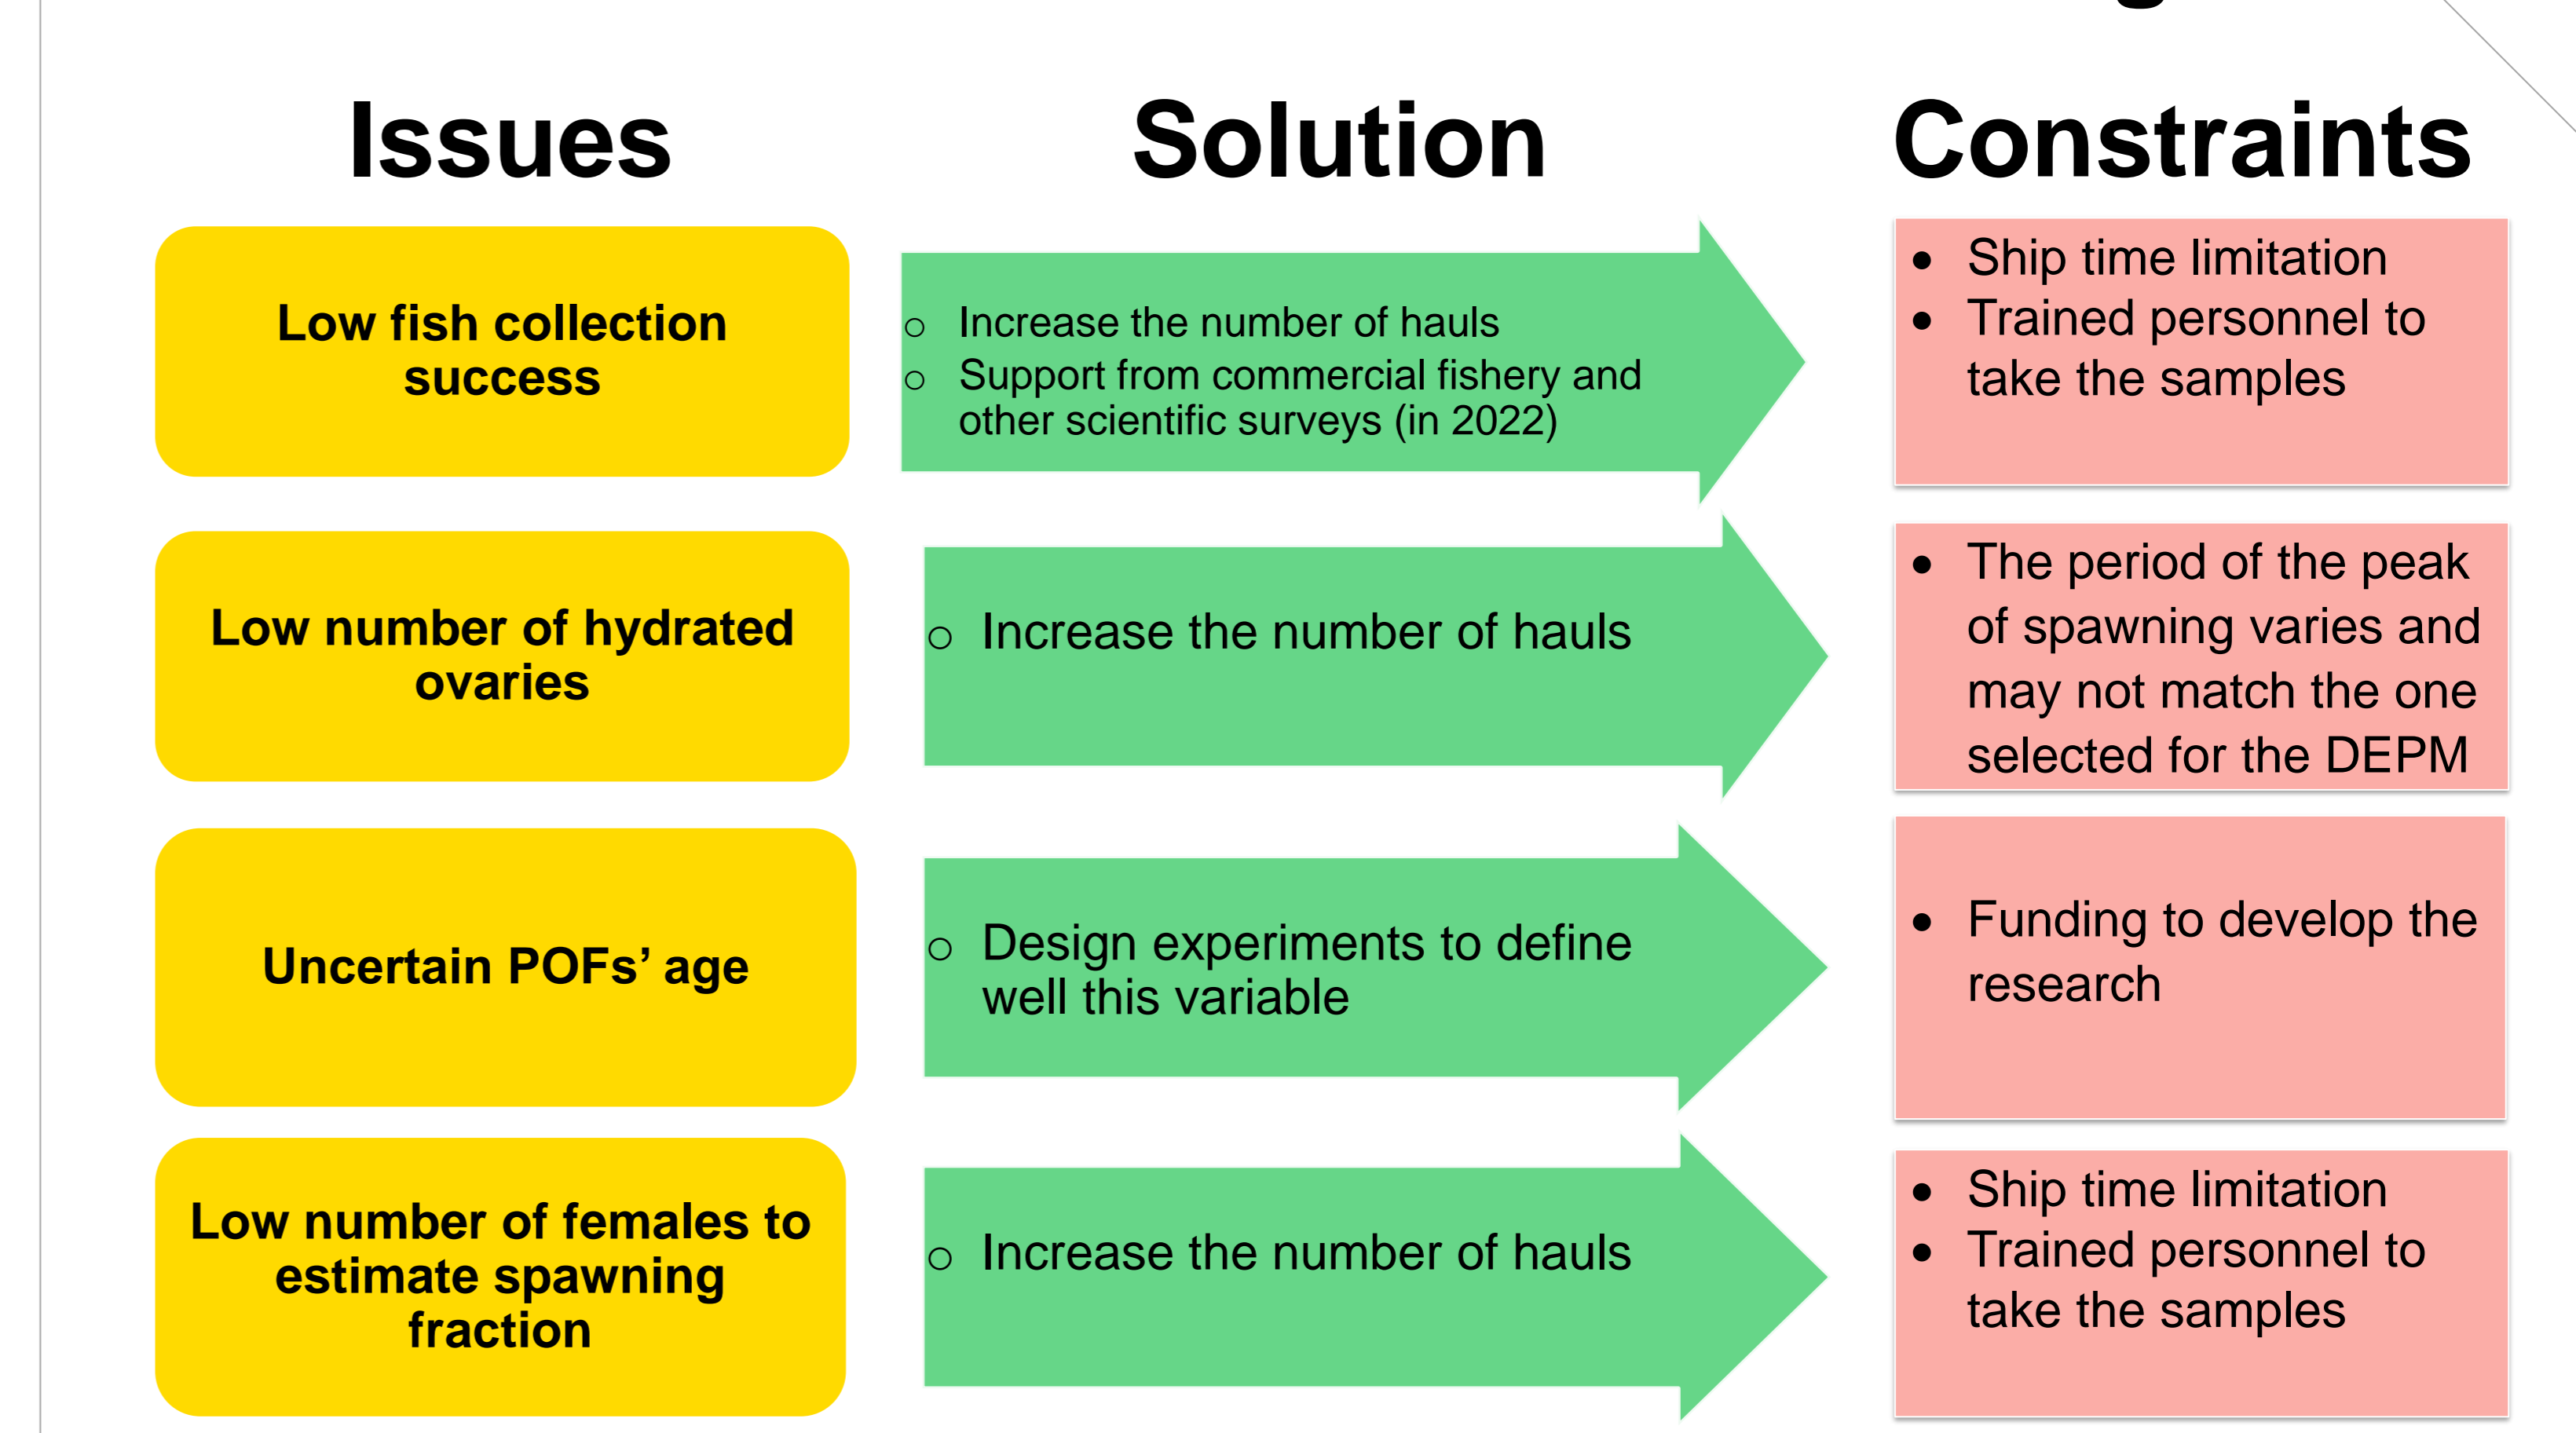 Issues
Solution
Constraints
Low fish collection
success
○ Increase the number of hauls
○ Support from commercial fishery and
other scientific surveys (in 2022)
● Ship time limitation
● Trained personnel to
take the samples
Low number of hydrated
ovaries
○ Increase the number of hauls
● The period of the peak
of spawning varies and
may not match the one
selected for the DEPM
Uncertain POFs’ age
○ Design experiments to define
well this variable
● Funding to develop the
research
Low number of females to
estimate spawning
fraction
○ Increase the number of hauls
● Ship time limitation
● Trained personnel to
take the samples